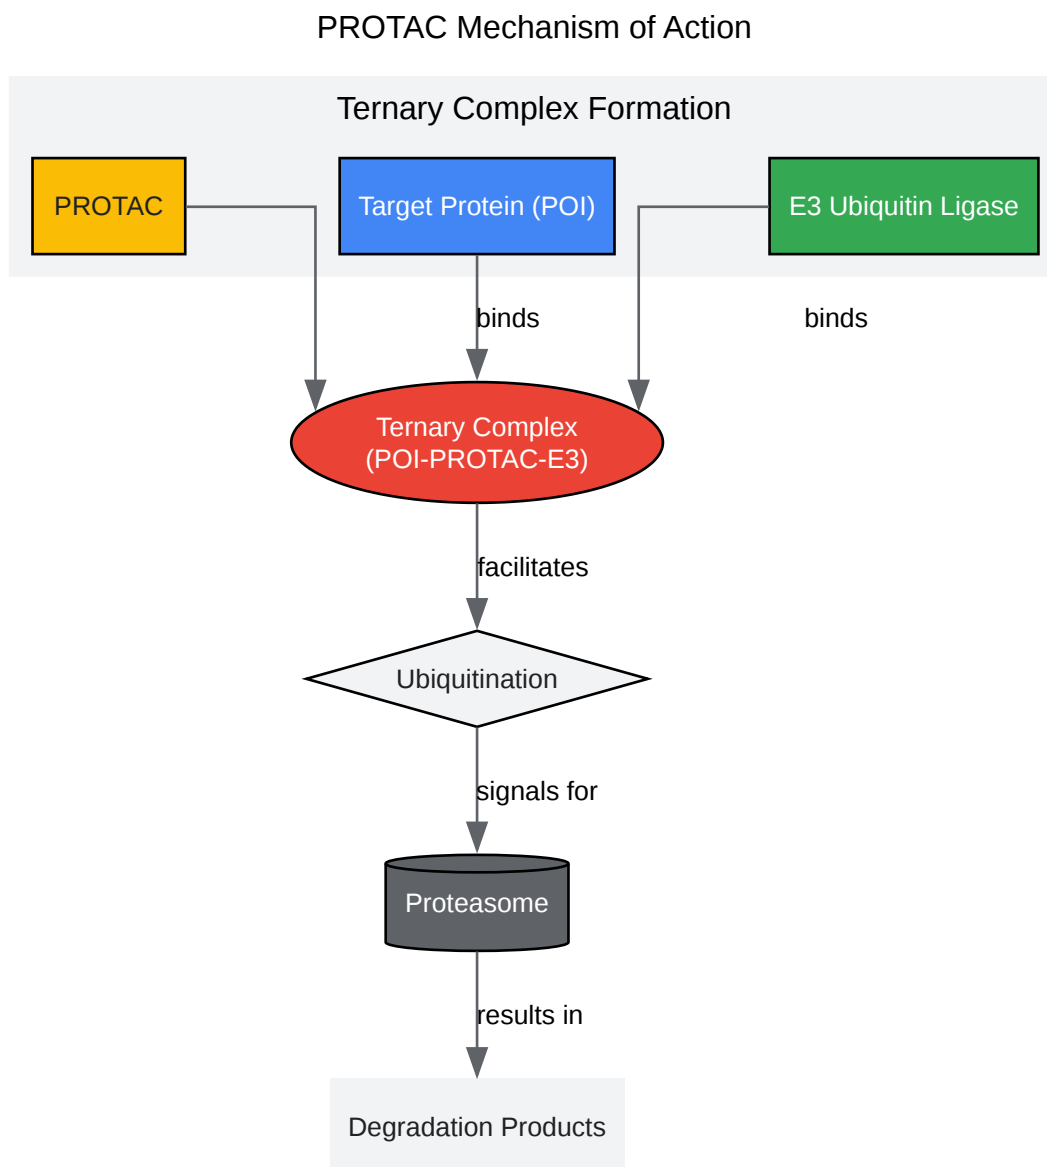 PROTAC Mechanism of Action
Ternary Complex Formation
PROTAC
Target Protein (POI)
E3 Ubiquitin Ligase
binds
binds
Ternary Complex
(POI-PROTAC-E3)
facilitates
Ubiquitination
signals for
Proteasome
results in
Degradation Products